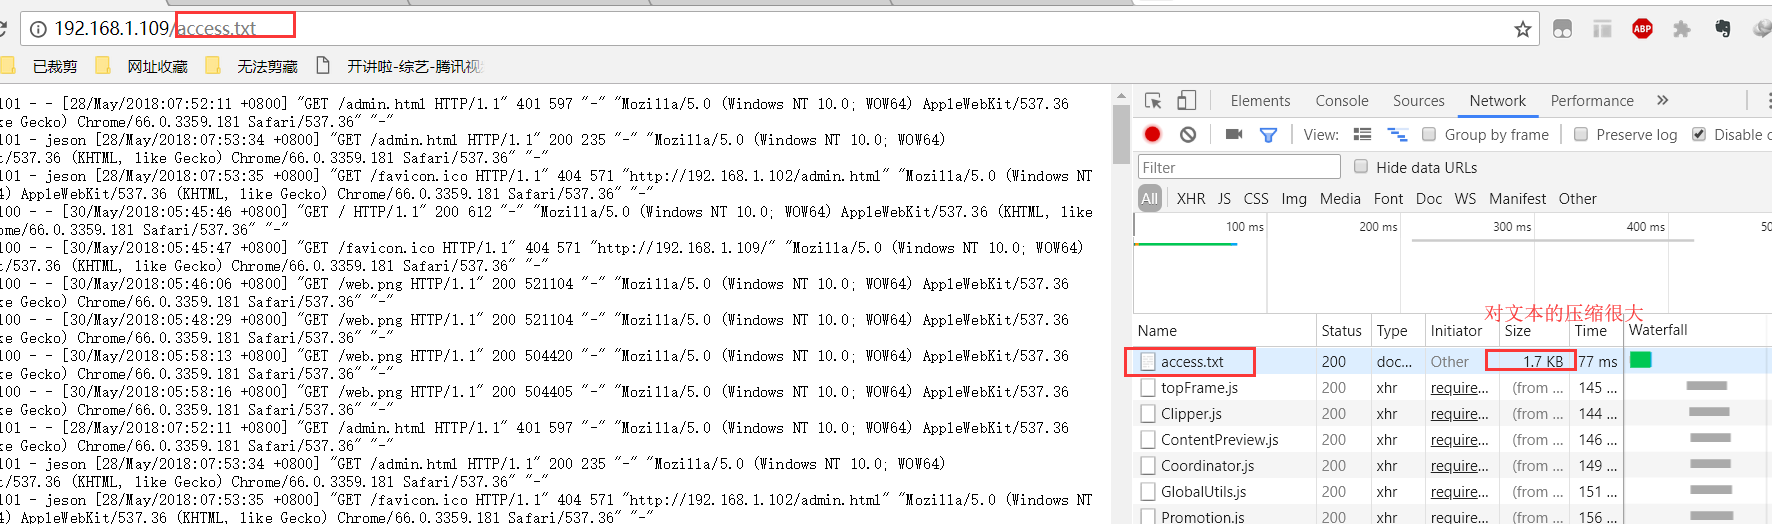 192.168.1.109/access.txt
ABP
已裁剪 网址收藏 无法剪藏 开讲啦-综艺-腾讯视
101 - - [28/May/2018:07:52:11 +0800] "GET /admin.html HTTP/1.1" 401 597 "-" "Mozilla/5.0 (Windows NT 10.0; WOW64) AppleWebKit/537.36
ke Gecko) Chrome/66.0.3359.181 Safari/537.36" "-"
101 - jeson [28/May/2018:07:53:34 +0800] "GET /admin.html HTTP/1.1" 200 235 "-" "Mozilla/5.0 (Windows NT 10.0; WOW64)
t/537.36 (KHTML, like Gecko) Chrome/66.0.3359.181 Safari/537.36" "-"
101 - jeson [28/May/2018:07:53:35 +0800] "GET /favicon.ico HTTP/1.1" 404 571 "http://192.168.1.102/admin.html" "Mozilla/5.0 (Windows NT
4) AppleWebKit/537.36 (KHTML, like Gecko) Chrome/66.0.3359.181 Safari/537.36" "-"
100 - - [30/May/2018:05:45:46 +0800] "GET / HTTP/1.1" 200 612 "-" "Mozilla/5.0 (Windows NT 10.0; WOW64) AppleWebKit/537.36 (KHTML, like
ome/66.0.3359.181 Safari/537.36" "-"
100 - - [30/May/2018:05:45:47 +0800] "GET /favicon.ico HTTP/1.1" 404 571 "http://192.168.1.109/" "Mozilla/5.0 (Windows NT 10.0; WOW64)
t/537.36 (KHTML, like Gecko) Chrome/66.0.3359.181 Safari/537.36" "-"
100 - - [30/May/2018:05:46:06 +0800] "GET /web.png HTTP/1.1" 200 521104 "-" "Mozilla/5.0 (Windows NT 10.0; WOW64) AppleWebKit/537.36
ke Gecko) Chrome/66.0.3359.181 Safari/537.36" "-"
100 - - [30/May/2018:05:48:29 +0800] "GET /web.png HTTP/1.1" 200 521104 "-" "Mozilla/5.0 (Windows NT 10.0; WOW64) AppleWebKit/537.36
ke Gecko) Chrome/66.0.3359.181 Safari/537.36" "-"
100 - - [30/May/2018:05:58:13 +0800] "GET /web.png HTTP/1.1" 200 504420 "-" "Mozilla/5.0 (Windows NT 10.0; WOW64) AppleWebKit/537.36
ke Gecko) Chrome/66.0.3359.181 Safari/537.36" "-"
100 - - [30/May/2018:05:58:16 +0800] "GET /web.png HTTP/1.1" 200 504405 "-" "Mozilla/5.0 (Windows NT 10.0; WOW64) AppleWebKit/537.36
ke Gecko) Chrome/66.0.3359.181 Safari/537.36" "-"
101 - - [28/May/2018:07:52:11 +0800] "GET /admin.html HTTP/1.1" 401 597 "-" "Mozilla/5.0 (Windows NT 10.0; WOW64) AppleWebKit/537.36
ke Gecko) Chrome/66.0.3359.181 Safari/537.36" "-"
101 - jeson [28/May/2018:07:53:34 +0800] "GET /admin.html HTTP/1.1" 200 235 "-" "Mozilla/5.0 (Windows NT 10.0; WOW64)
t/537.36 (KHTML, like Gecko) Chrome/66.0.3359.181 Safari/537.36" "-"
101 - jeson [28/May/2018:07:53:35 +0800] "GET /favicon.ico HTTP/1.1" 404 571 "http://192.168.1.102/admin.html" "Mozilla/5.0 (Windows NT
4) AppleWebKit/537.36 (KHTML, like Gecko) Chrome/66.0.3359.181 Safari/537.36" "-"
Elements Console Sources Network Performance »
View: Group by frame Preserve log Disable c
Filter Hide data URLs
All XHR JS CSS Img Media Font Doc WS Manifest Other
100 ms 200 ms 300 ms 400 ms 50
对文本的压缩很大
Name Status Type Initiator Size Time Waterfall
access.txt 200 doc... Other 1.7 KB 77 ms
topFrame.js 200 xhr require... (from ... 145 ...
Clipper.js 200 xhr require... (from ... 144 ...
ContentPreview.js 200 xhr require... (from ... 146 ...
Coordinator.js 200 xhr require... (from ... 149 ...
GlobalUtils.js 200 xhr require... (from ... 151 ...
Promotion.js 200 xhr require... (from ... 156 ...